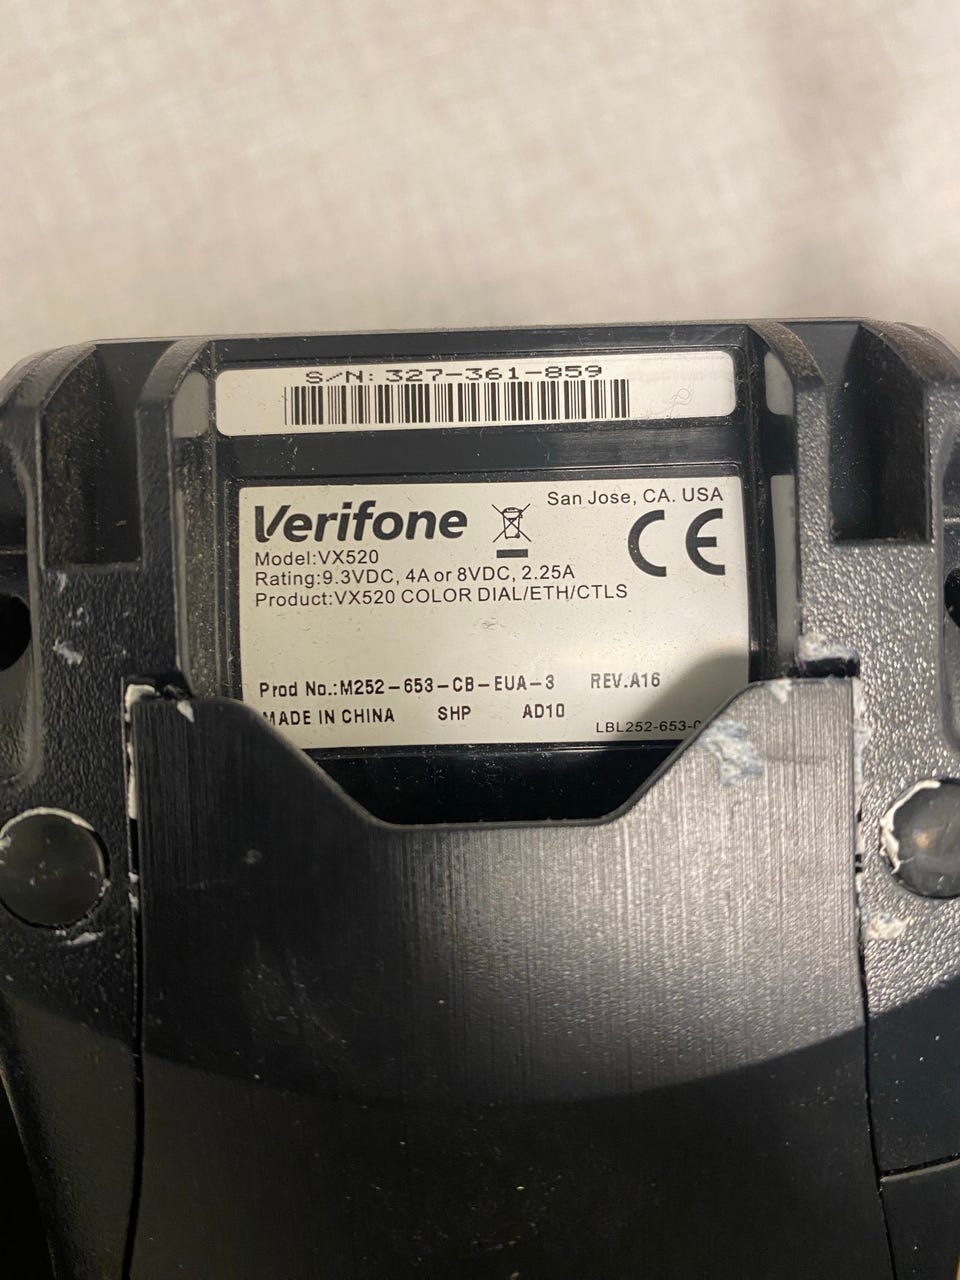 S/N: 327-361-859
Verifone
San Jose, CA. USA
CE
Model:VX520
Rating:9.3VDC, 4A or 8VDC, 2.25A
Product:VX520 COLOR DIAL/ETH/CTLS
Prod No.:M252-653-CB-EUA-3 REV.A16
MADE IN CHINA SHP AD10